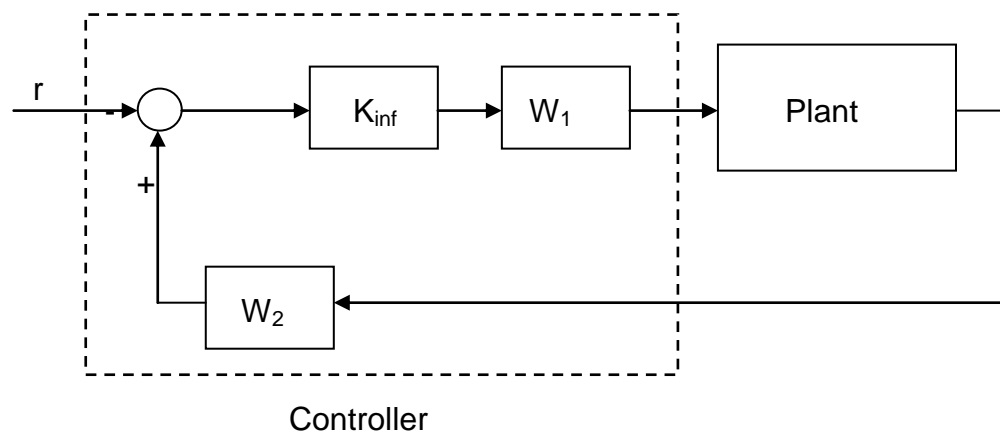 r
-
K_inf
W_1
Plant
+
W_2
Controller